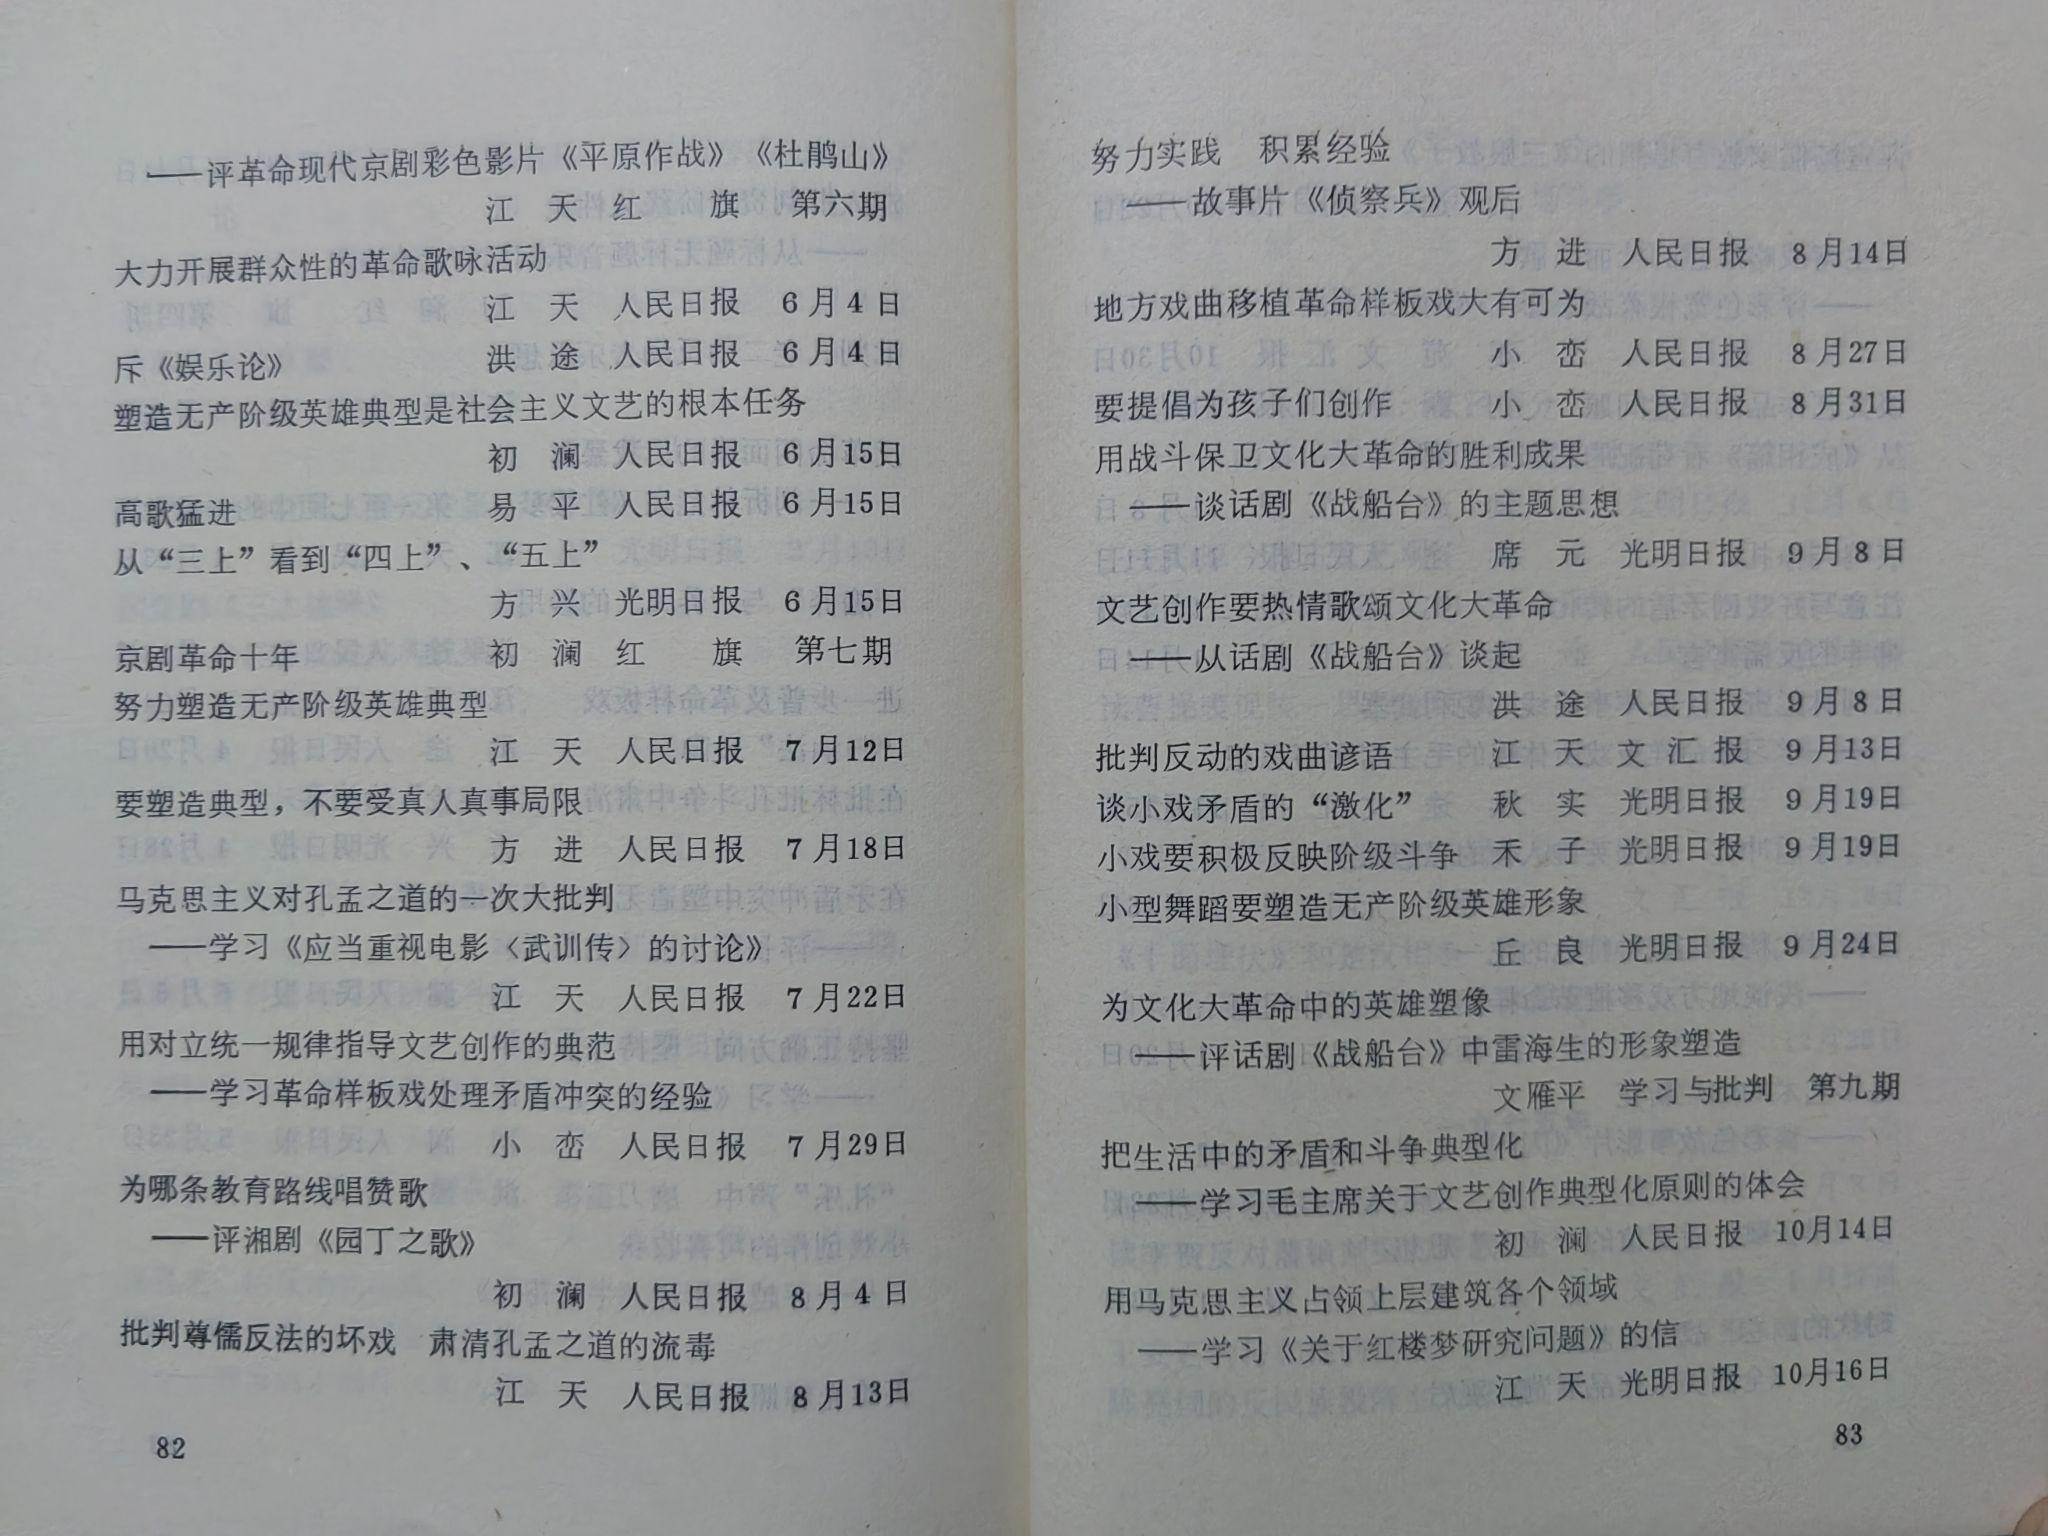 ——评革命现代京剧彩色影片《平原作战》《杜鹃山》
江　天　红　　旗　第六期
大力开展群众性的革命歌咏活动
江　天　人民日报　6月4日
斥《娱乐论》　洪　途　人民日报　6月4日
塑造无产阶级英雄典型是社会主义文艺的根本任务
初　澜　人民日报　6月15日
高歌猛进　易　平　人民日报　6月15日
从“三上”看到“四上”、“五上”
方　兴　光明日报　6月15日
京剧革命十年　初　澜　红　　旗　第七期
努力塑造无产阶级英雄典型
江　天　人民日报　7月12日
要塑造典型，不要受真人真事局限
方　进　人民日报　7月18日
马克思主义对孔孟之道的一次大批判
——学习《应当重视电影〈武训传〉的讨论》
江　天　人民日报　7月22日
用对立统一规律指导文艺创作的典范
——学习革命样板戏处理矛盾冲突的经验
小　峦　人民日报　7月29日
为哪条教育路线唱赞歌
——评湘剧《园丁之歌》
初　澜　人民日报　8月4日
批判尊儒反法的坏戏　肃清孔孟之道的流毒
江　天　人民日报　8月13日
82
努力实践　积累经验
——故事片《侦察兵》观后
方　进　人民日报　8月14日
地方戏曲移植革命样板戏大有可为
小　峦　人民日报　8月27日
要提倡为孩子们创作　小　峦　人民日报　8月31日
用战斗保卫文化大革命的胜利成果
——谈话剧《战船台》的主题思想
席　元　光明日报　9月8日
文艺创作要热情歌颂文化大革命
——从话剧《战船台》谈起
洪　途　人民日报　9月8日
批判反动的戏曲谚语　江　天　文汇报　9月13日
谈小戏矛盾的“激化”　秋　实　光明日报　9月19日
小戏要积极反映阶级斗争　禾　子　光明日报　9月19日
小型舞蹈要塑造无产阶级英雄形象
丘　良　光明日报　9月24日
为文化大革命中的英雄塑像
——评话剧《战船台》中雷海生的形象塑造
文雁平　学习与批判　第九期
把生活中的矛盾和斗争典型化
——学习毛主席关于文艺创作典型化原则的体会
初　澜　人民日报　10月14日
用马克思主义占领上层建筑各个领域
——学习《关于红楼梦研究问题》的信
江　天　光明日报　10月16日
83